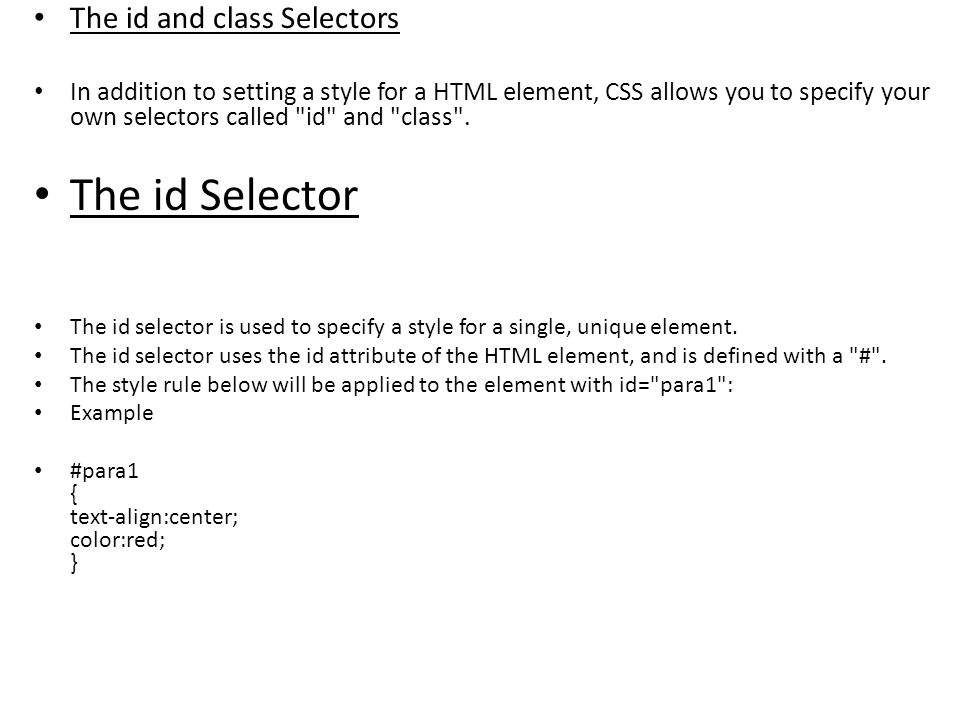 • The id and class Selectors
• In addition to setting a style for a HTML element, CSS allows you to specify your
own selectors called "id" and "class".
• The id Selector
• The id selector is used to specify a style for a single, unique element.
• The id selector uses the id attribute of the HTML element, and is defined with a "#".
• The style rule below will be applied to the element with id="para1":
• Example
• #para1
{
text-align:center;
color:red;
}